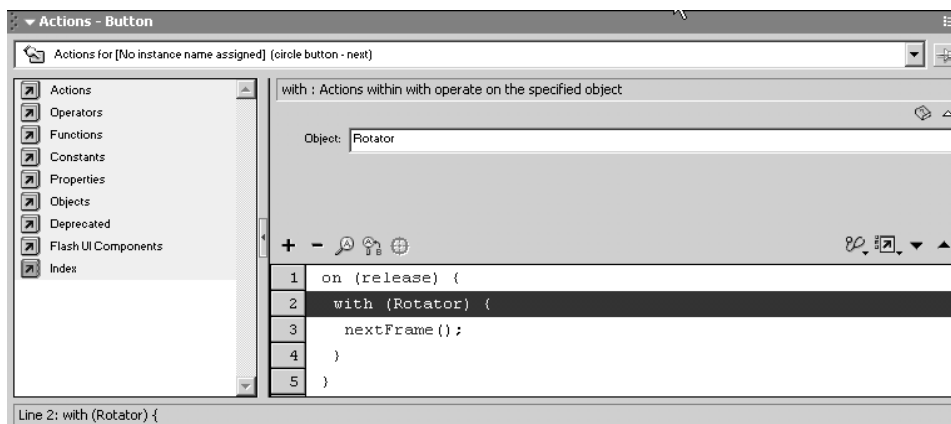 Actions - Button
Actions for [No instance name assigned] (circle button - next)
Actions
Operators
Functions
Constants
Properties
Objects
Deprecated
Flash UI Components
Index
with : Actions within with operate on the specified object
Object: Rotator
1 on (release) {
2 with (Rotator) {
3 nextFrame();
4 }
5 }
Line 2: with (Rotator) {